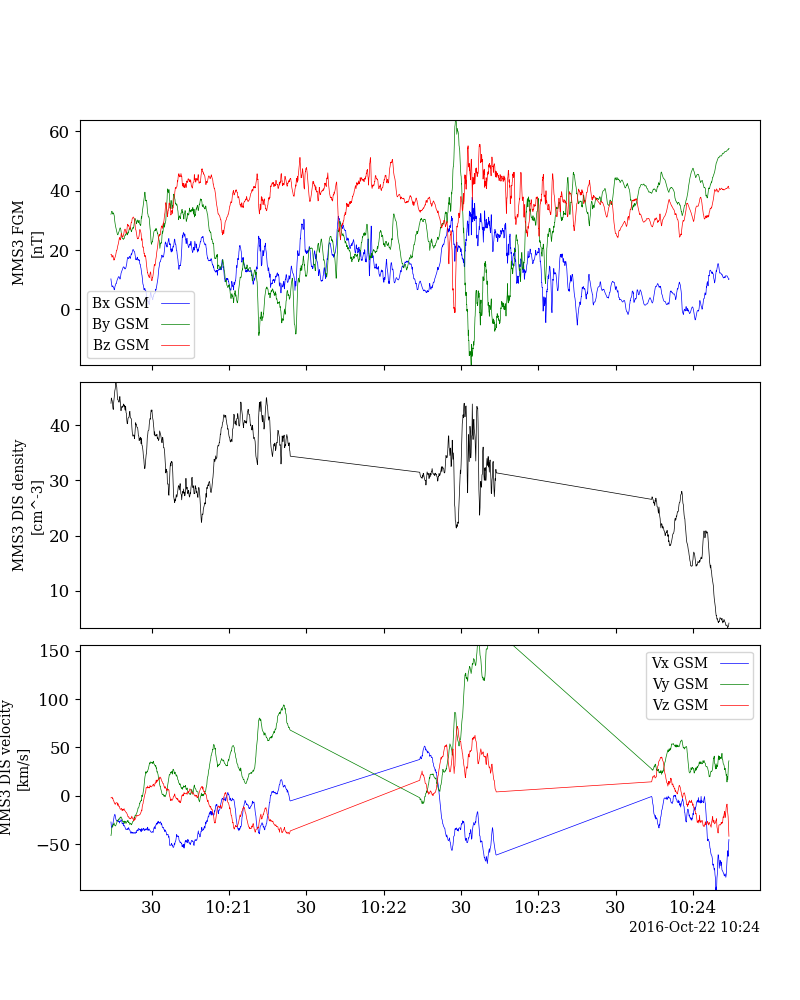 MMS3 FGM
[nT]
60
40
20
0
Bx GSM
By GSM
Bz GSM
MMS3 DIS density
[cm^-3]
40
30
20
10
MMS3 DIS velocity
[km/s]
150
100
50
0
−50
Vx GSM
Vy GSM
Vz GSM
30 10:21 30 10:22 30 10:23 30 10:24
2016-Oct-22 10:24